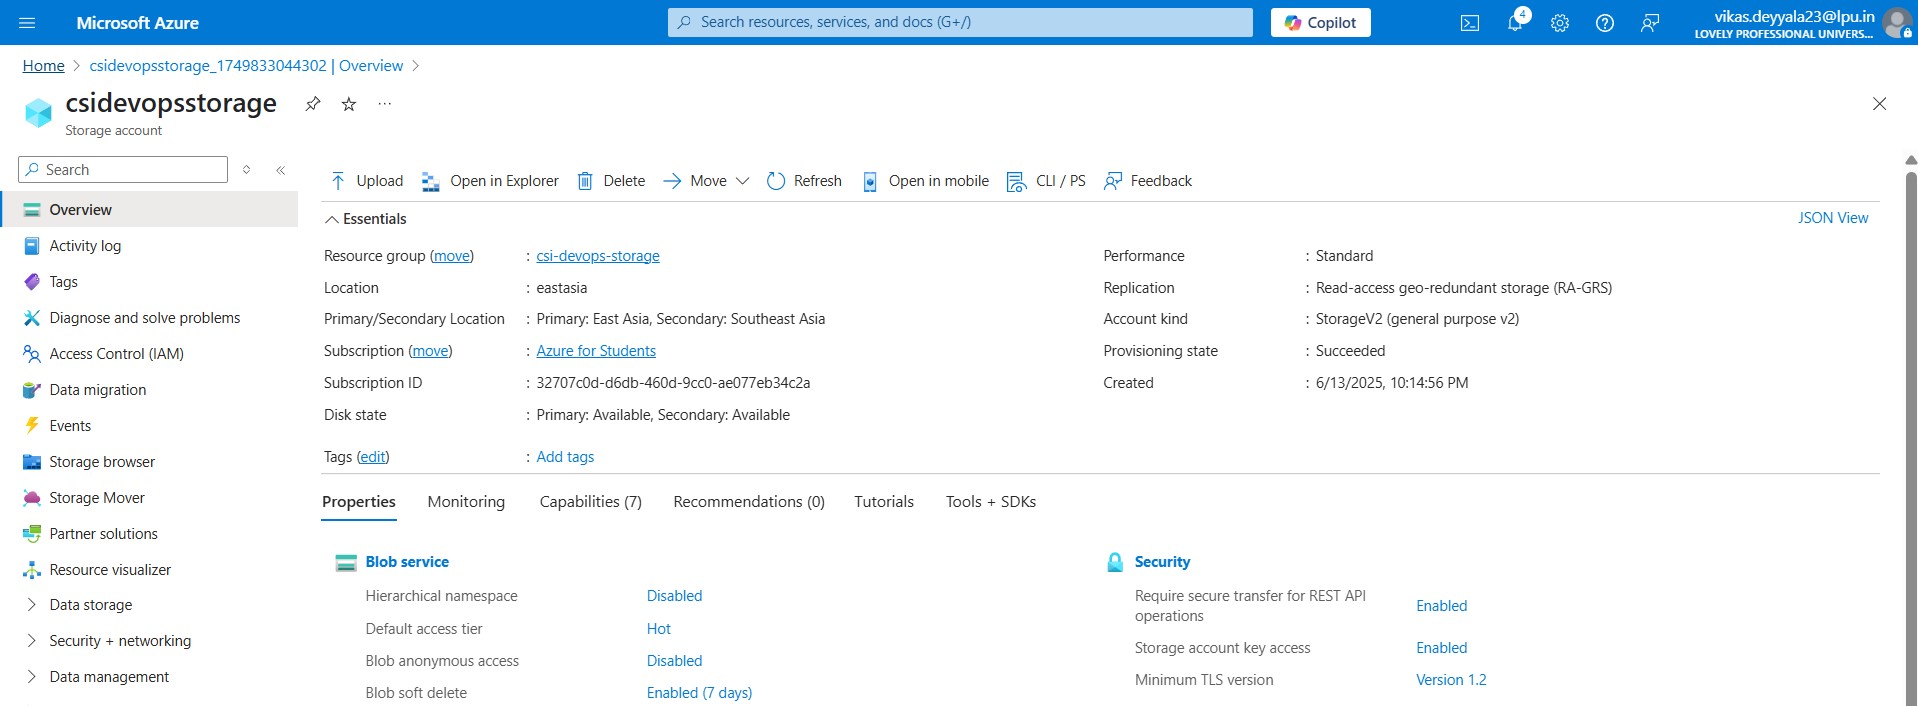 Microsoft Azure
Search resources, services, and docs (G+/)
Copilot
4
vikas.deyyala23@lpu.in
LOVELY PROFESSIONAL UNIVERS...
Home > csidevopsstorage_1749833044302 | Overview >
csidevopsstorage
Storage account
Search
Overview
Activity log
Tags
Diagnose and solve problems
Access Control (IAM)
Data migration
Events
Storage browser
Storage Mover
Partner solutions
Resource visualizer
Data storage
Security + networking
Data management
Upload Open in Explorer Delete Move Refresh Open in mobile CLI / PS Feedback
Essentials
JSON View
Resource group (move) : csi-devops-storage
Location : eastasia
Primary/Secondary Location : Primary: East Asia, Secondary: Southeast Asia
Subscription (move) : Azure for Students
Subscription ID : 32707c0d-d6db-460d-9cc0-ae077eb34c2a
Disk state : Primary: Available, Secondary: Available
Tags (edit) : Add tags
Performance : Standard
Replication : Read-access geo-redundant storage (RA-GRS)
Account kind : StorageV2 (general purpose v2)
Provisioning state : Succeeded
Created : 6/13/2025, 10:14:56 PM
Properties Monitoring Capabilities (7) Recommendations (0) Tutorials Tools + SDKs
Blob service
Hierarchical namespace Disabled
Default access tier Hot
Blob anonymous access Disabled
Blob soft delete Enabled (7 days)
Security
Require secure transfer for REST API
operations Enabled
Storage account key access Enabled
Minimum TLS version Version 1.2